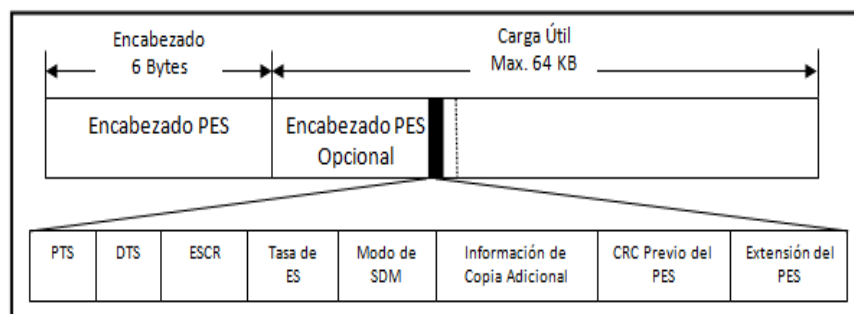 Encabezado
6 Bytes
Carga Útil
Max. 64 KB
Encabezado PES
Encabezado PES
Opcional
PTS
DTS
ESCR
Tasa de
ES
Modo de
SDM
Información de
Copia Adicional
CRC Previo del
PES
Extensión del
PES